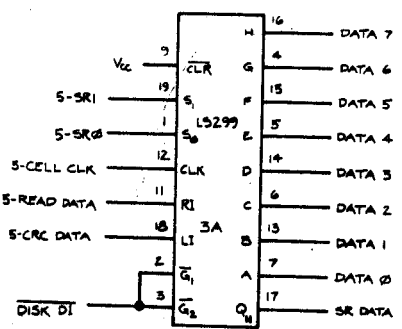 16
H DATA 7
9
Vcc CLR
4
G DATA 6
19
5-SR1 S1
15
F DATA 5
LS299
1
5-SRØ S0
5
E DATA 4
12
5-CELL CLK CLK
14
D DATA 3
11
5-READ DATA RI
6
C DATA 2
3A
18
5-CRC DATA LI
13
B DATA 1
2
G1
7
A DATA Ø
3
DISK DI G2
17
QH SR DATA